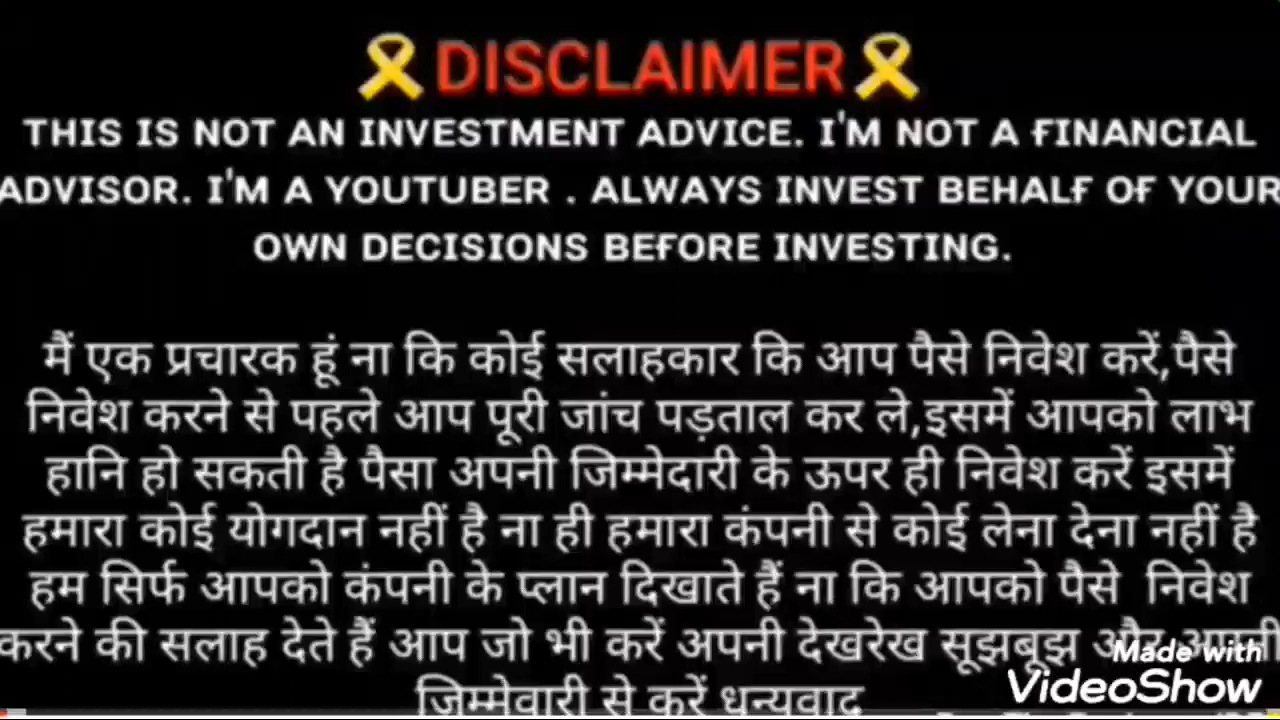 🎗DISCLAIMER🎗
THIS IS NOT AN INVESTMENT ADVICE. I'M NOT A FINANCIAL
ADVISOR. I'M A YOUTUBER . ALWAYS INVEST BEHALF OF YOUR
OWN DECISIONS BEFORE INVESTING.
मैं एक प्रचारक हूं ना कि कोई सलाहकार कि आप पैसे निवेश करें,पैसे
निवेश करने से पहले आप पूरी जांच पड़ताल कर ले,इसमें आपको लाभ
हानि हो सकती है पैसा अपनी जिम्मेदारी के ऊपर ही निवेश करें इसमें
हमारा कोई योगदान नहीं है ना ही हमारा कंपनी से कोई लेना देना नहीं है
हम सिर्फ आपको कंपनी के प्लान दिखाते हैं ना कि आपको पैसे निवेश
करने की सलाह देते हैं आप जो भी करें अपनी देखरेख सूझबूझ और अपनी
जिम्मेवारी से करें धन्यवाद
Made with
VideoShow